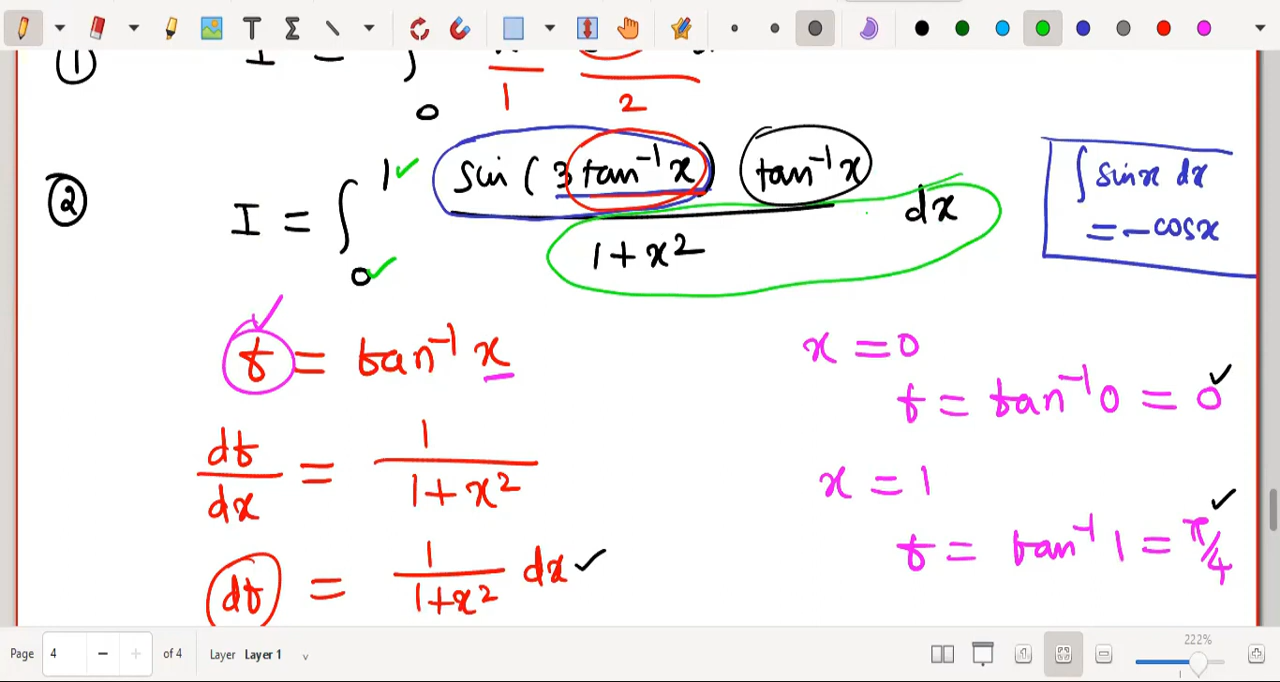 ① I = ∫
0 1 2
② I = ∫₀¹ sin(3tan⁻¹x) tan⁻¹x / 1+x² dx
∫ sinx dx
= -cosx
t = tan⁻¹ x
dt/dx = 1/1+x²
dt = 1/1+x² dx
x = 0
t = tan⁻¹0 = 0
x = 1
t = tan⁻¹1 = π/4
Page 4 of 4 Layer Layer 1 222%